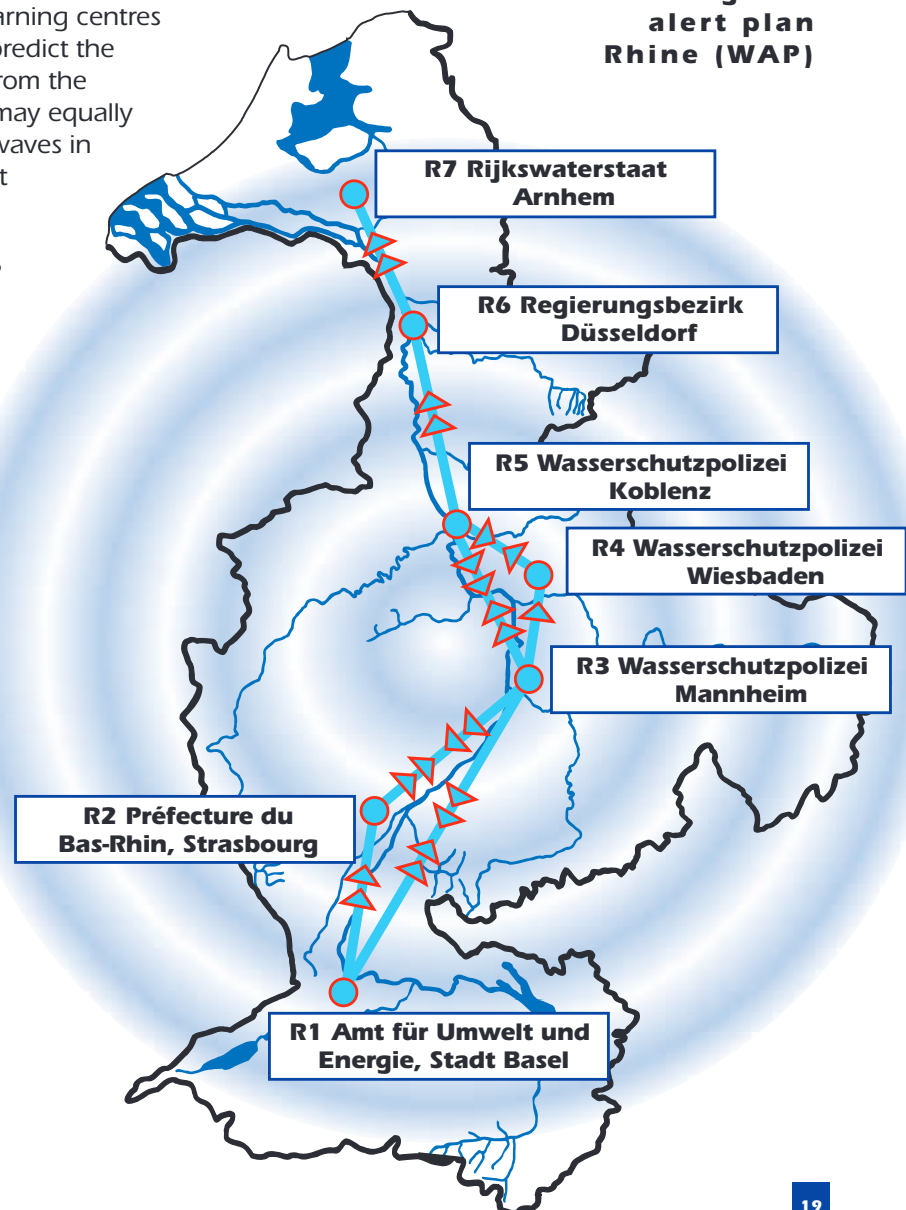 arning centres
predict the
rom the
may equally
waves in
alert plan
Rhine (WAP)
R7 Rijkswaterstaat
Arnhem
R6 Regierungsbezirk
Düsseldorf
R5 Wasserschutzpolizei
Koblenz
R4 Wasserschutzpolizei
Wiesbaden
R3 Wasserschutzpolizei
Mannheim
R2 Préfecture du
Bas-Rhin, Strasbourg
R1 Amt für Umwelt und
Energie, Stadt Basel